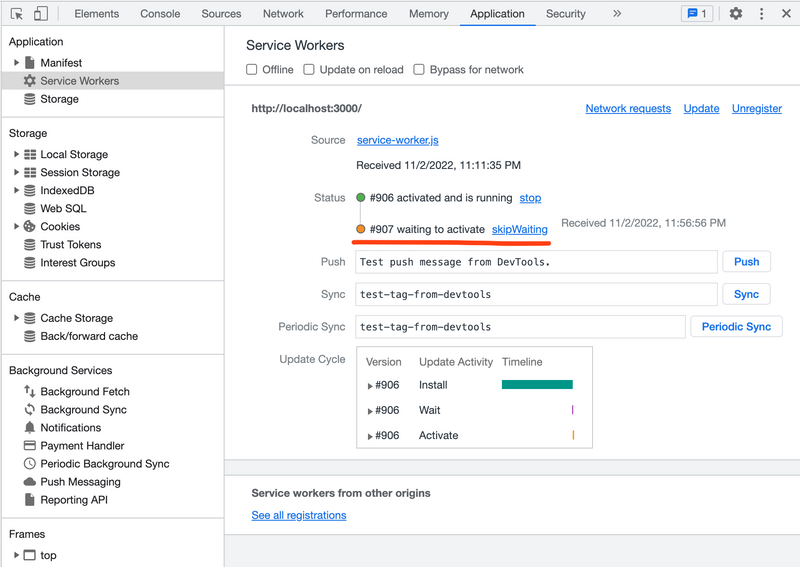 Elements Console Sources Network Performance Memory Application Security » 1
Application
Manifest
Service Workers
Storage
Storage
Local Storage
Session Storage
IndexedDB
Web SQL
Cookies
Trust Tokens
Interest Groups
Cache
Cache Storage
Back/forward cache
Background Services
Background Fetch
Background Sync
Notifications
Payment Handler
Periodic Background Sync
Push Messaging
Reporting API
Frames
top
Service Workers
Offline Update on reload Bypass for network
http://localhost:3000/ Network requests Update Unregister
Source service-worker.js
Received 11/2/2022, 11:11:35 PM
Status #906 activated and is running stop
#907 waiting to activate skipWaiting Received 11/2/2022, 11:56:56 PM
Push Test push message from DevTools. Push
Sync test-tag-from-devtools Sync
Periodic Sync test-tag-from-devtools Periodic Sync
Update Cycle Version Update Activity Timeline
#906 Install
#906 Wait
#906 Activate
Service workers from other origins
See all registrations